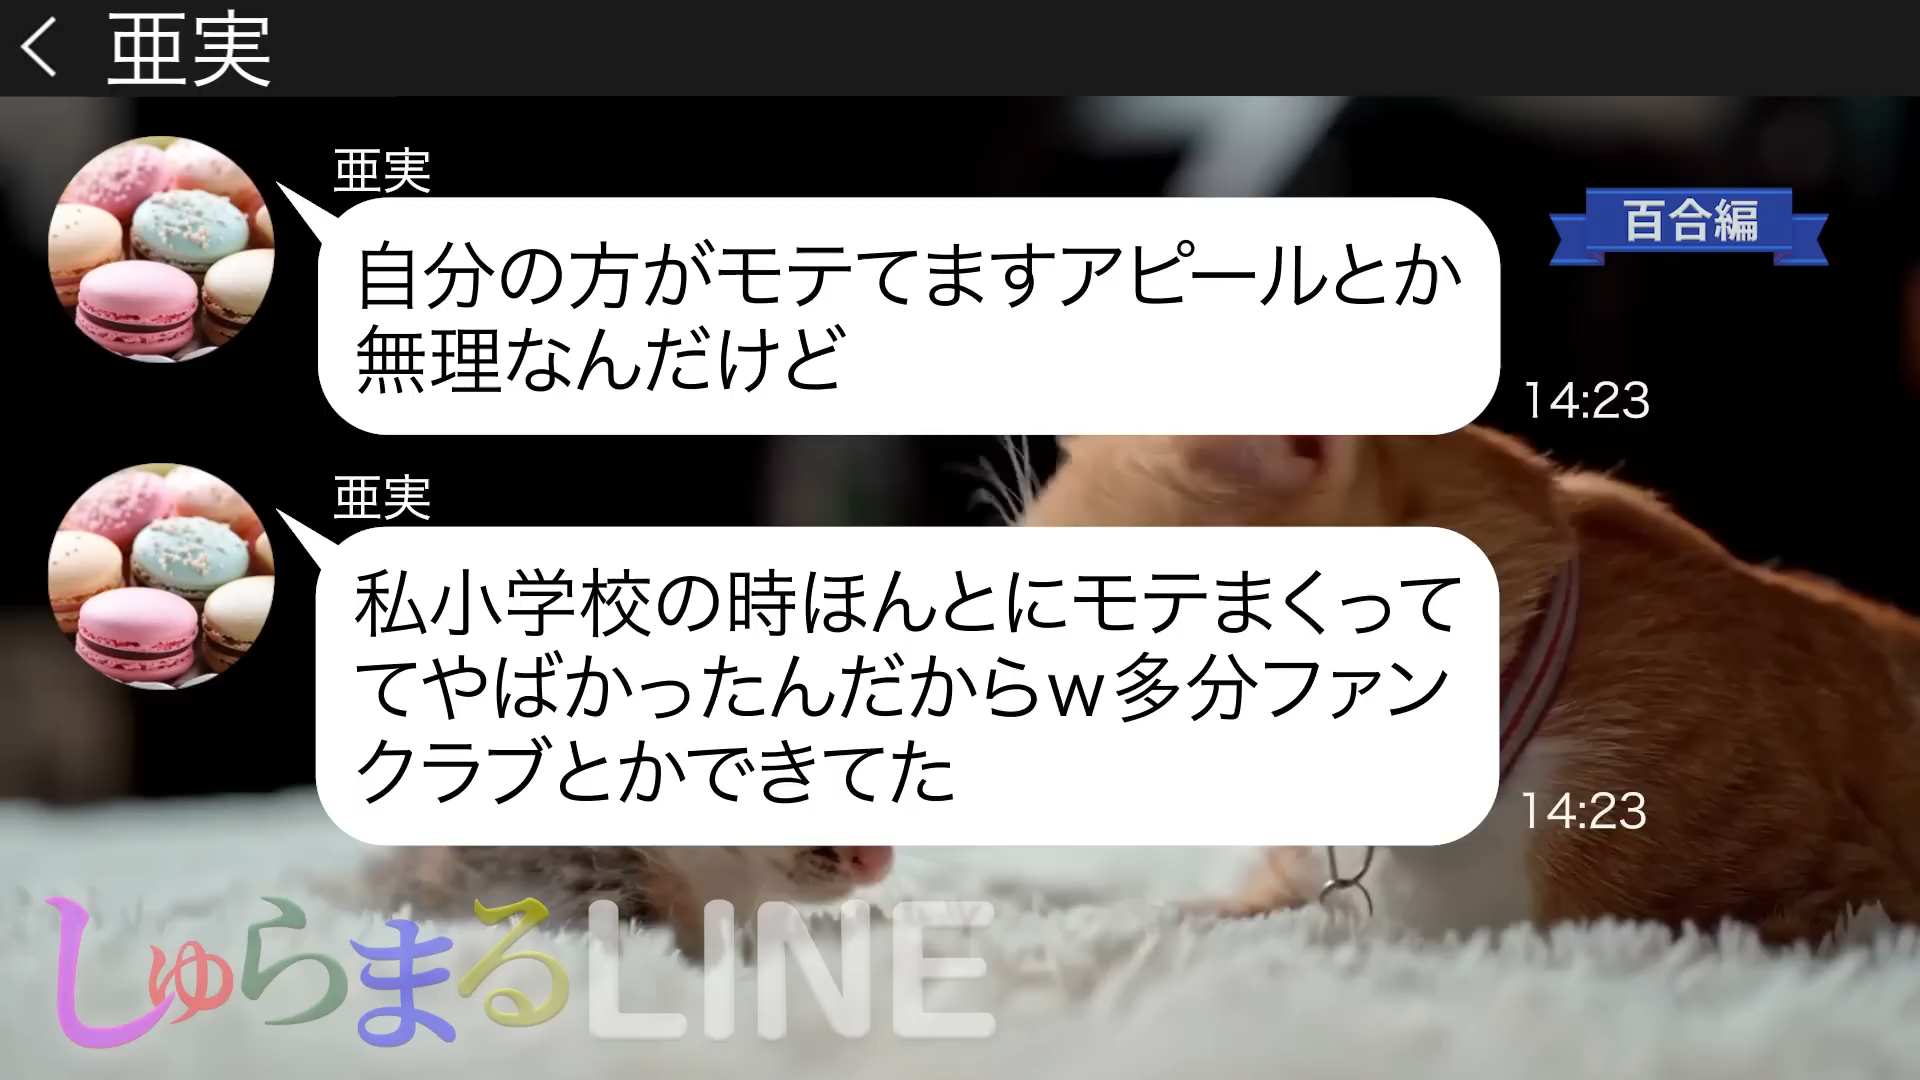 亜実
亜実
百合編
自分の方がモテてますアピールとか
無理なんだけど
14:23
亜実
私小学校の時ほんとにモテまくって
てやばかったんだからw多分ファン
クラブとかできてた
14:23
しゅらまるLINE